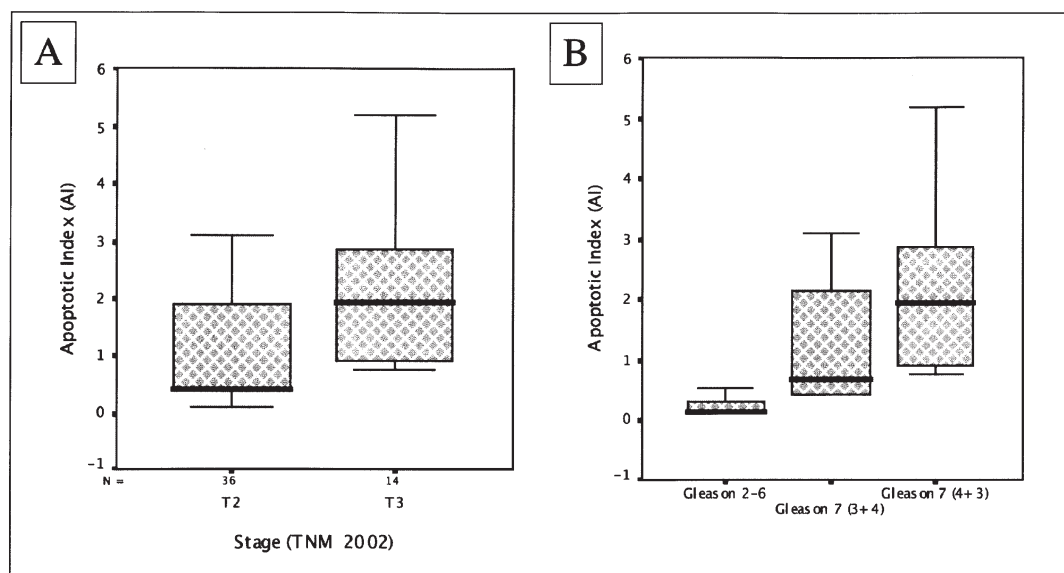 A
6
5
4
3
2
1
0
-1
Apoptotic Index (AI)
N =
36
14
T2
T3
Stage (TNM 2002)
B
6
5
4
3
2
1
0
-1
Apoptotic Index (AI)
Gleason 2-6
Gleason 7 (3+4)
Gleason 7 (4+3)